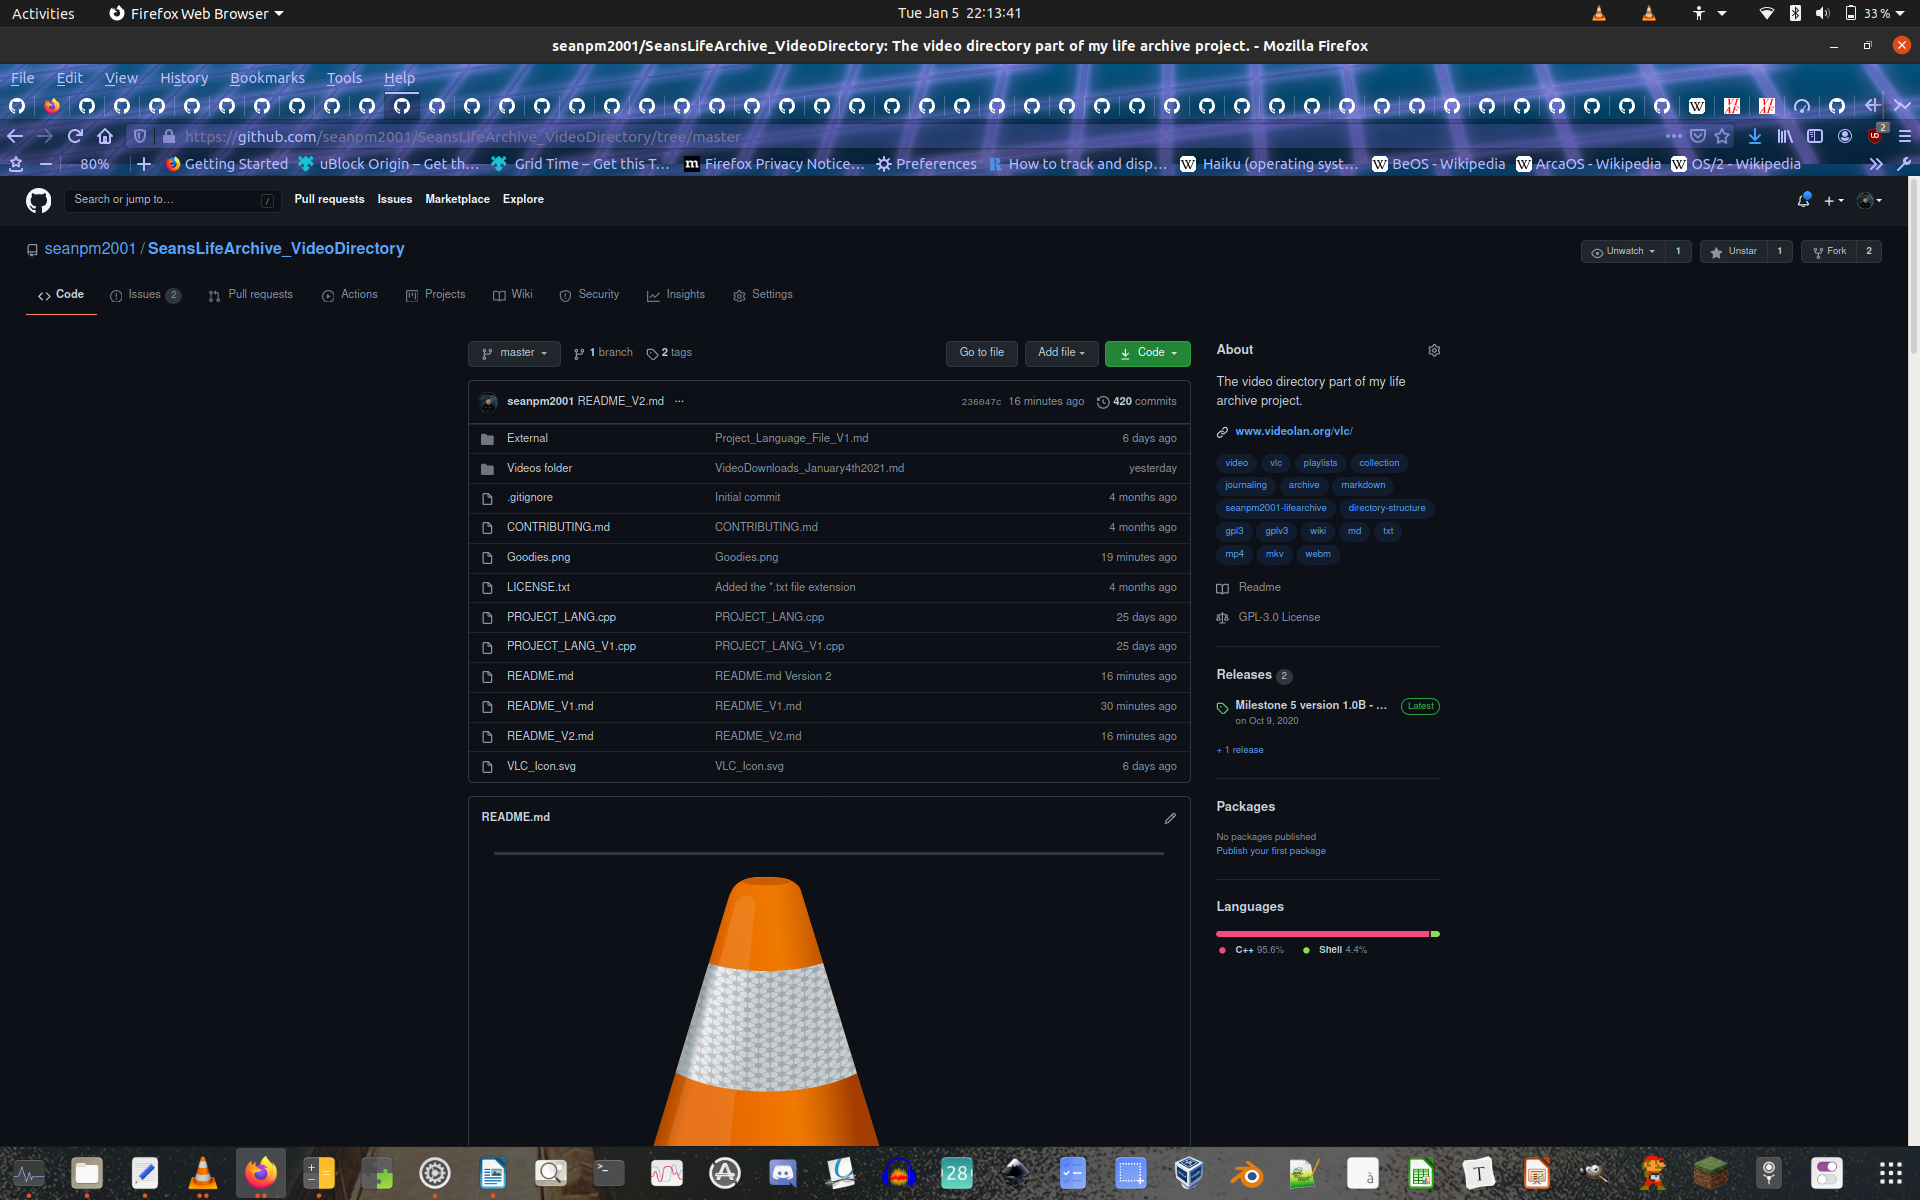 Activities Firefox Web Browser Tue Jan 5 22:13:41 33 %
seanpm2001/SeansLifeArchive_VideoDirectory: The video directory part of my life archive project. - Mozilla Firefox
File Edit View History Bookmarks Tools Help
https://github.com/seanpm2001/SeansLifeArchive_VideoDirectory/tree/master 2
80% Getting Started uBlock Origin – Get th… Grid Time – Get this T… Firefox Privacy Notice… Preferences How to track and disp… Haiku (operating syst… BeOS - Wikipedia ArcaOS - Wikipedia OS/2 - Wikipedia
Search or jump to… / Pull requests Issues Marketplace Explore
seanpm2001 / SeansLifeArchive_VideoDirectory Unwatch 1 Unstar 1 Fork 2
Code Issues 2 Pull requests Actions Projects Wiki Security Insights Settings
master 1 branch 2 tags Go to file Add file Code
seanpm2001 README_V2.md ... 236047c 16 minutes ago 420 commits
External Project_Language_File_V1.md 6 days ago
Videos folder VideoDownloads_January4th2021.md yesterday
.gitignore Initial commit 4 months ago
CONTRIBUTING.md CONTRIBUTING.md 4 months ago
Goodies.png Goodies.png 19 minutes ago
LICENSE.txt Added the *.txt file extension 4 months ago
PROJECT_LANG.cpp PROJECT_LANG.cpp 25 days ago
PROJECT_LANG_V1.cpp PROJECT_LANG_V1.cpp 25 days ago
README.md README.md Version 2 16 minutes ago
README_V1.md README_V1.md 30 minutes ago
README_V2.md README_V2.md 16 minutes ago
VLC_Icon.svg VLC_Icon.svg 6 days ago
README.md
About
The video directory part of my life
archive project.
www.videolan.org/vlc/
video vlc playlists collection
journaling archive markdown
seanpm2001-lifearchive directory-structure
gpl3 gplv3 wiki md txt
mp4 mkv webm
Readme
GPL-3.0 License
Releases 2
Milestone 5 version 1.0B - ... Latest
on Oct 9, 2020
+ 1 release
Packages
No packages published
Publish your first package
Languages
C++ 95.6% Shell 4.4%
28